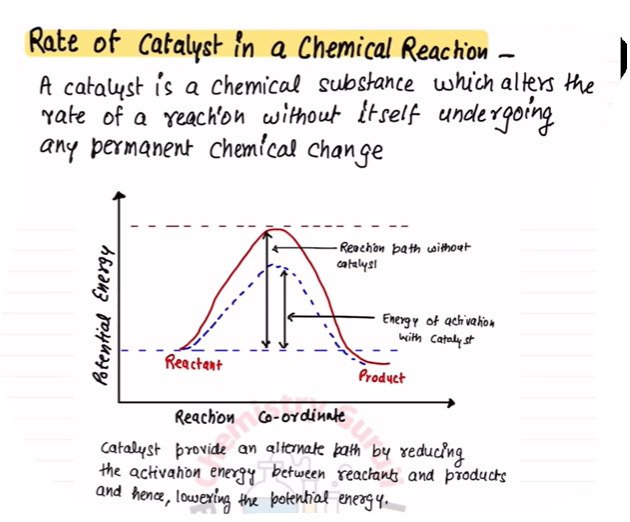 Rate of Catalyst in a Chemical Reaction –
A catalyst is a chemical substance which alters the
rate of a reaction without itself undergoing
any permanent chemical change
Potential Energy
Reaction path without
catalyst
Energy of activation
with catalyst
Reactant
Product
Reaction Co-ordinate
Chemistry Guruji
Catalyst provide an alternate path by reducing
the activation energy between reactants and products
and hence, lowering the potential energy.